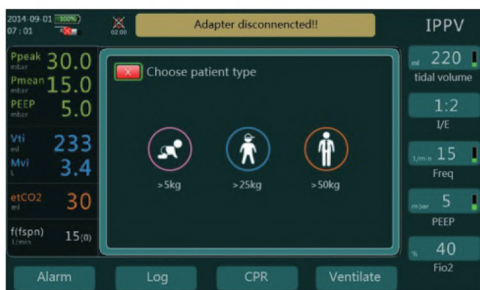 2014-09-01 100%
07 : 01
02:00
Adapter disconnencted!!
IPPV
Ppeak 30.0
mbar
Pmean 15.0
mbar
PEEP 5.0
mbar
Vti 233
ml
Mvi 3.4
L
etCO2 30
ml
f(fspn) 15(0)
1/min
Choose patient type
>5kg
>25kg
>50kg
ml 220
tidal volume
1:2
I/E
1/min 15
Freq
mbar 5
PEEP
% 40
Fio2
Alarm
Log
CPR
Ventilate